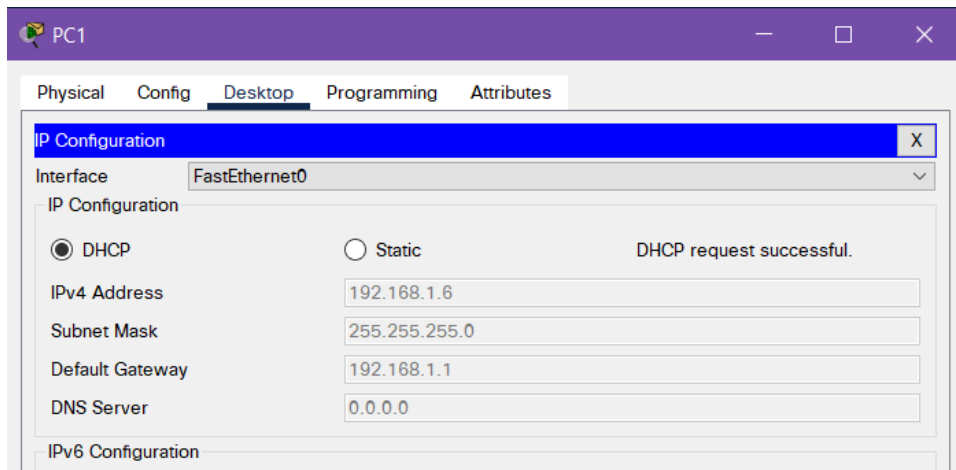 PC1
Physical Config Desktop Programming Attributes
IP Configuration X
Interface FastEthernet0
IP Configuration
DHCP Static DHCP request successful.
IPv4 Address 192.168.1.6
Subnet Mask 255.255.255.0
Default Gateway 192.168.1.1
DNS Server 0.0.0.0
IPv6 Configuration